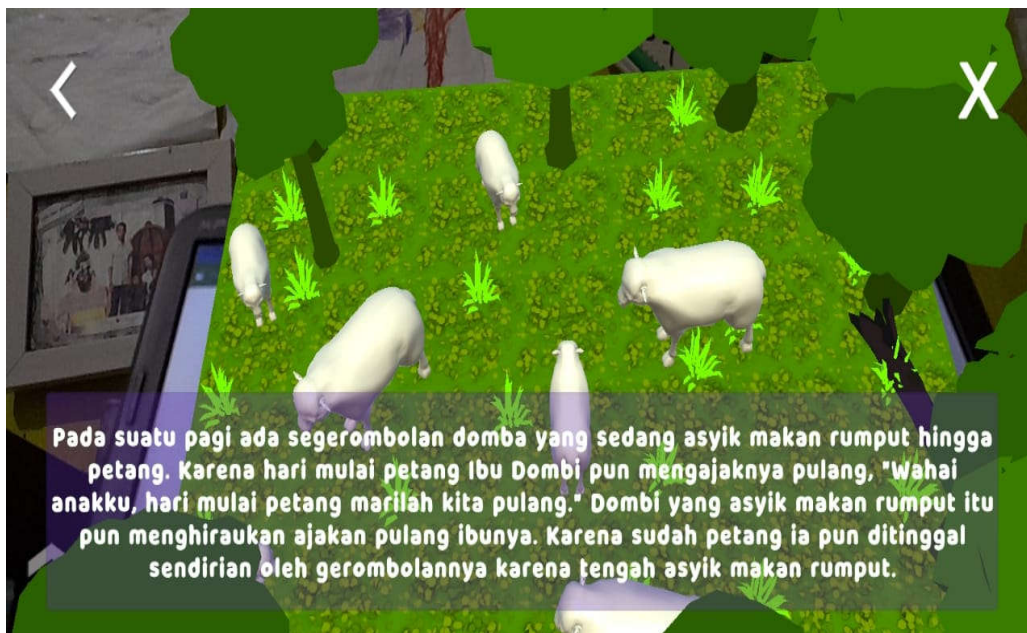 Pada suatu pagi ada segerombolan domba yang sedang asyik makan rumput hingga
petang. Karena hari mulai petang Ibu Dombi pun mengajaknya pulang, "Wahai
anakku, hari mulai petang marilah kita pulang." Dombi yang asyik makan rumput itu
pun menghiraukan ajakan pulang ibunya. Karena sudah petang ia pun ditinggal
sendirian oleh gerombolannya karena tengah asyik makan rumput.